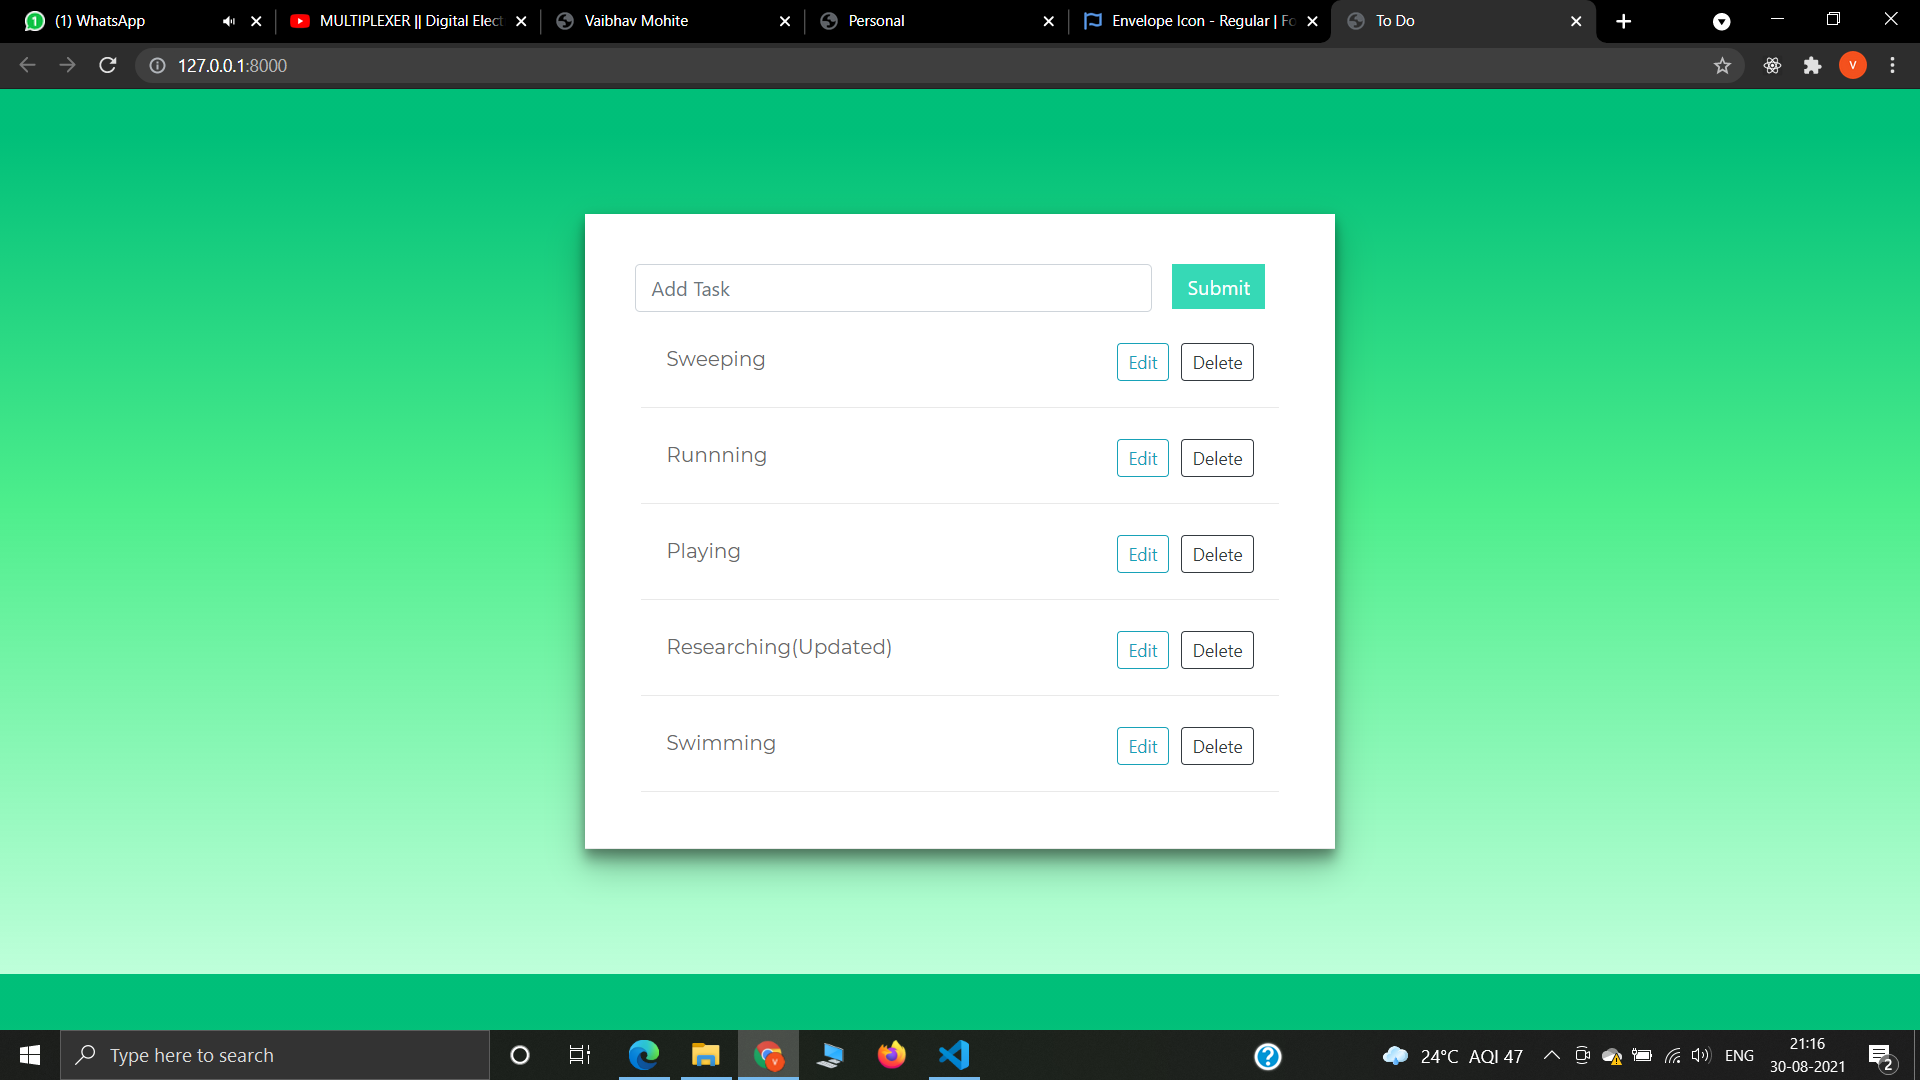 (1) WhatsApp
MULTIPLEXER || Digital Elect
Vaibhav Mohite
Personal
Envelope Icon - Regular | Fo
To Do
127.0.0.1:8000
V
Add Task
Submit
Sweeping Edit Delete
Runnning Edit Delete
Playing Edit Delete
Researching(Updated) Edit Delete
Swimming Edit Delete
Type here to search
24°C AQI 47
ENG
21:16
30-08-2021
2